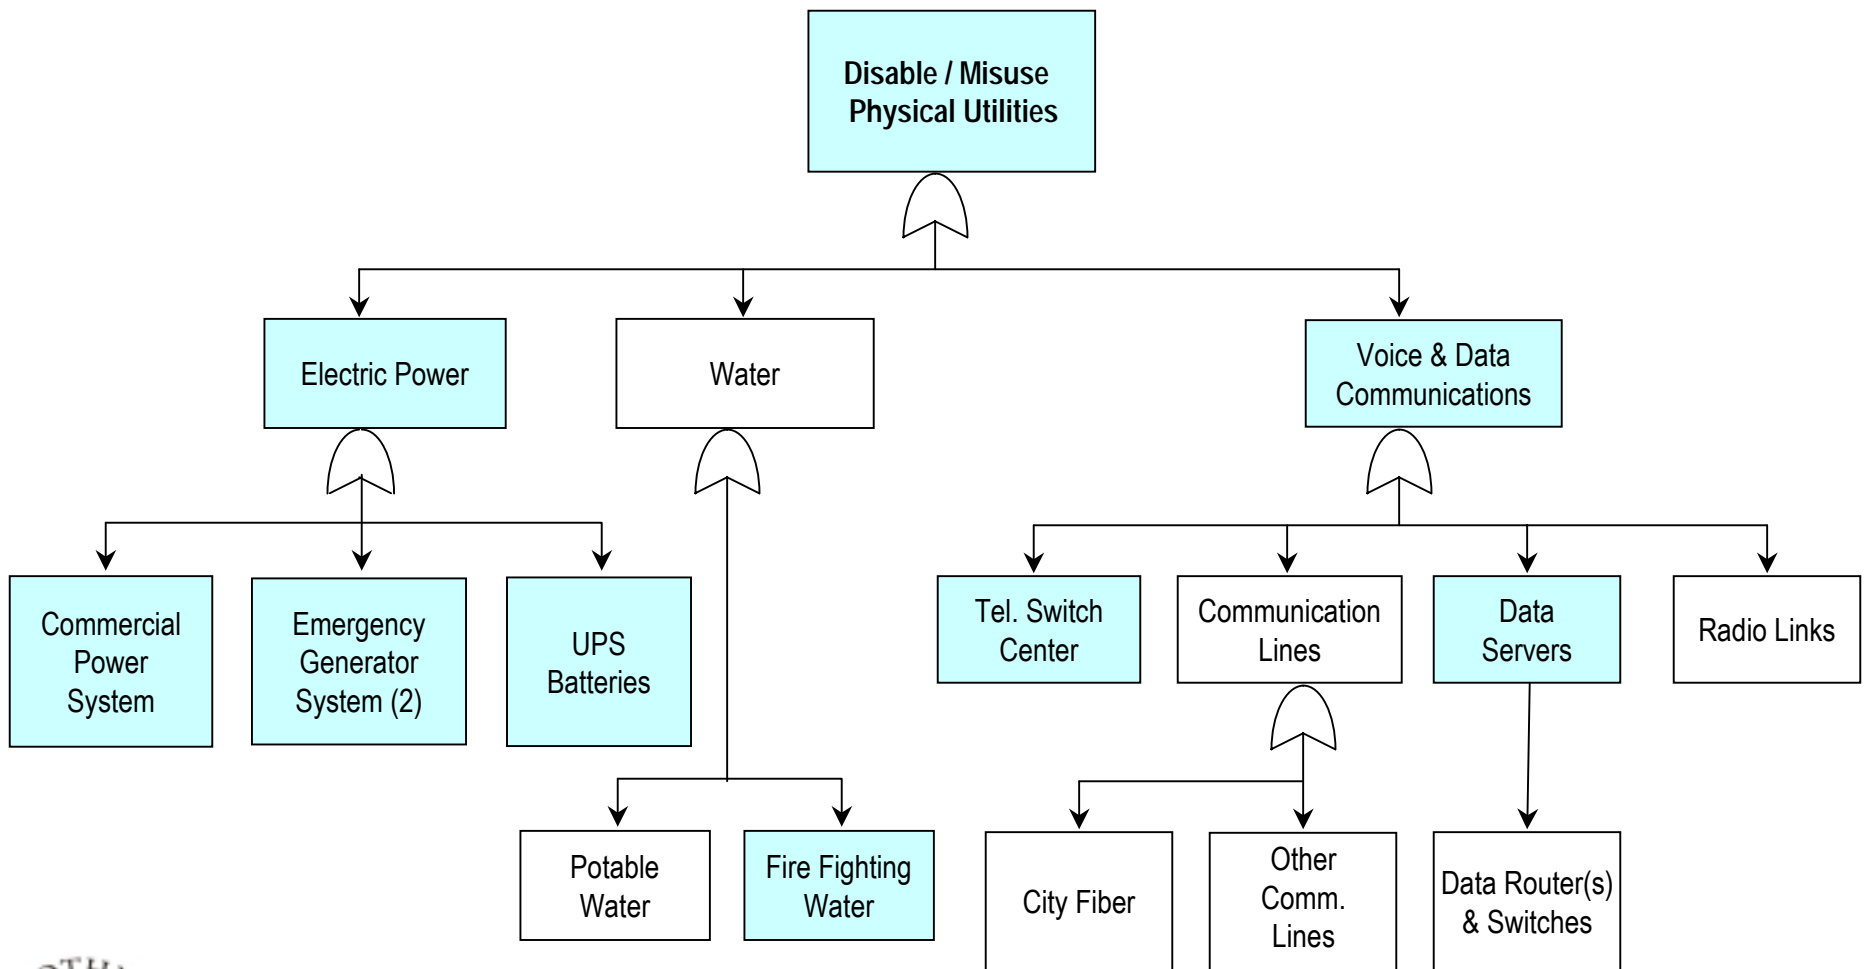 Disable / Misuse
Physical Utilities
Electric Power
Water
Voice & Data
Communications
Commercial
Power
System
Emergency
Generator
System (2)
UPS
Batteries
Tel. Switch
Center
Communication
Lines
Data
Servers
Radio Links
Potable
Water
Fire Fighting
Water
City Fiber
Other
Comm.
Lines
Data Router(s)
& Switches